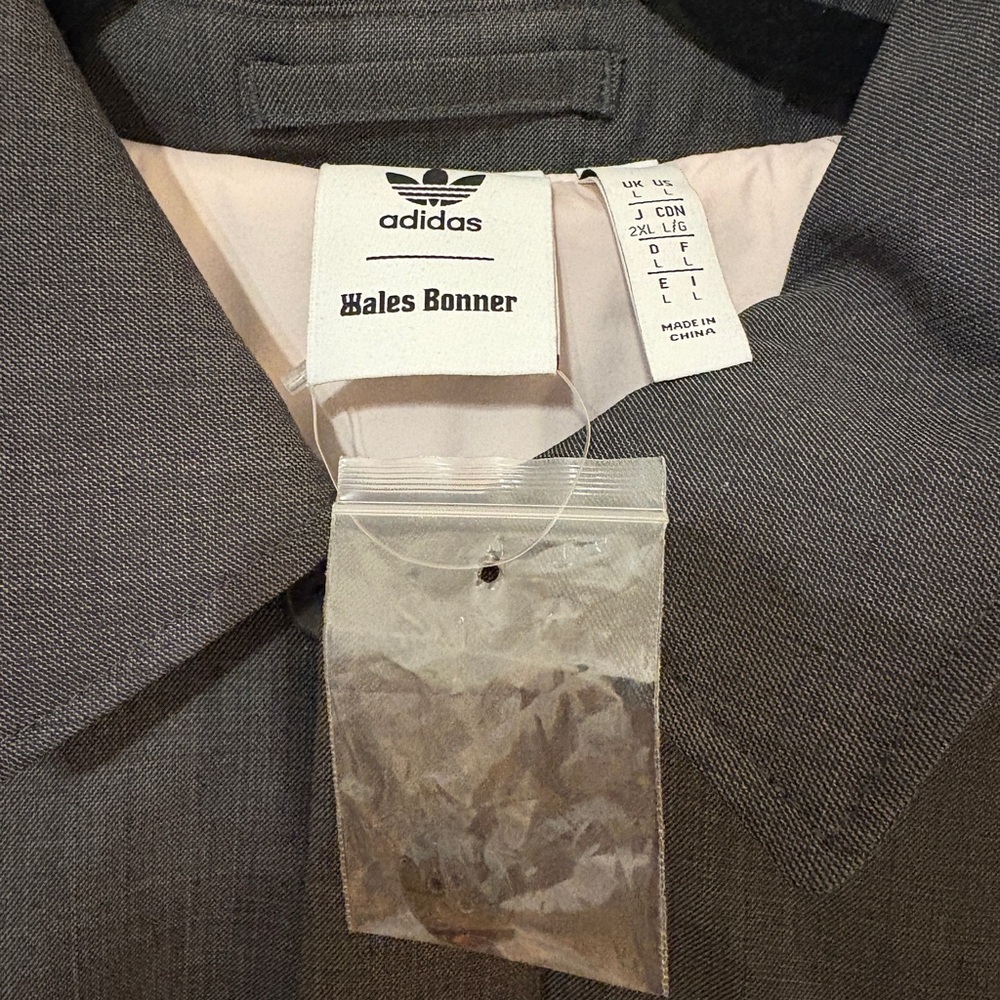 adidas
Wales Bonner
UK US
L L
J CDN
2XL L/G
D F
L L
E I
L L
MADE IN
CHINA